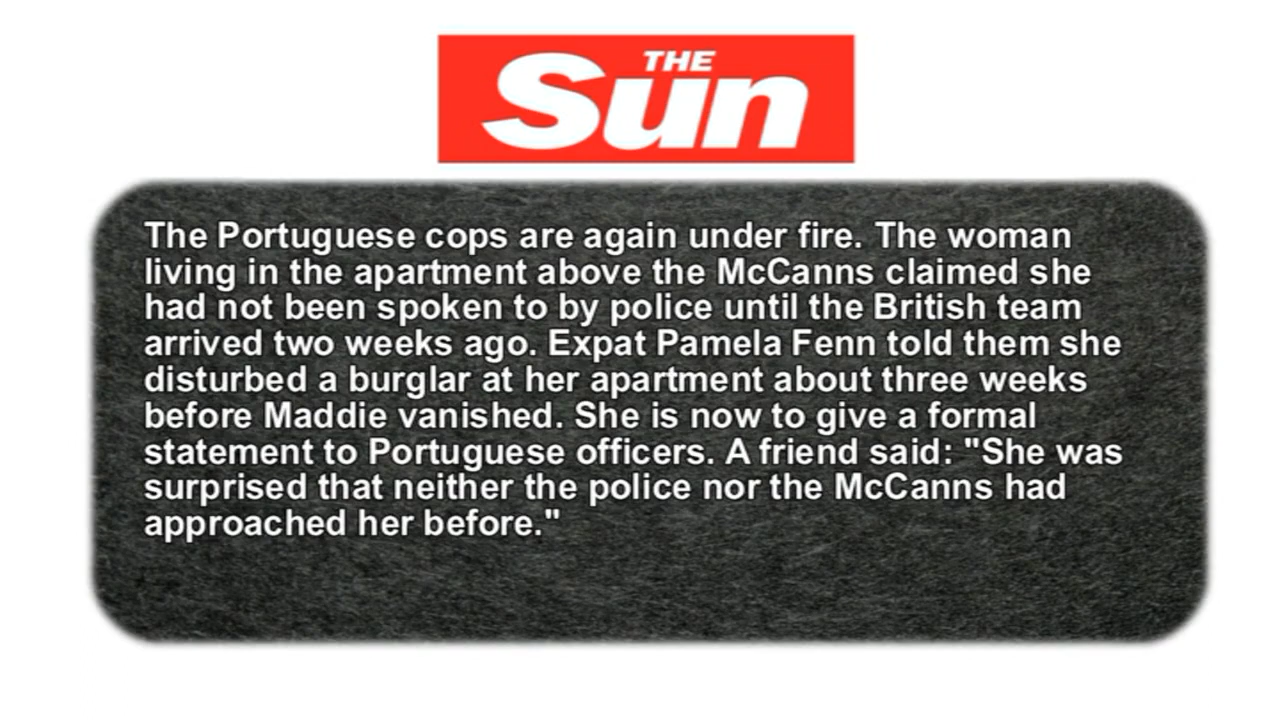 THE
Sun
The Portuguese cops are again under fire. The woman
living in the apartment above the McCanns claimed she
had not been spoken to by police until the British team
arrived two weeks ago. Expat Pamela Fenn told them she
disturbed a burglar at her apartment about three weeks
before Maddie vanished. She is now to give a formal
statement to Portuguese officers. A friend said: "She was
surprised that neither the police nor the McCanns had
approached her before."